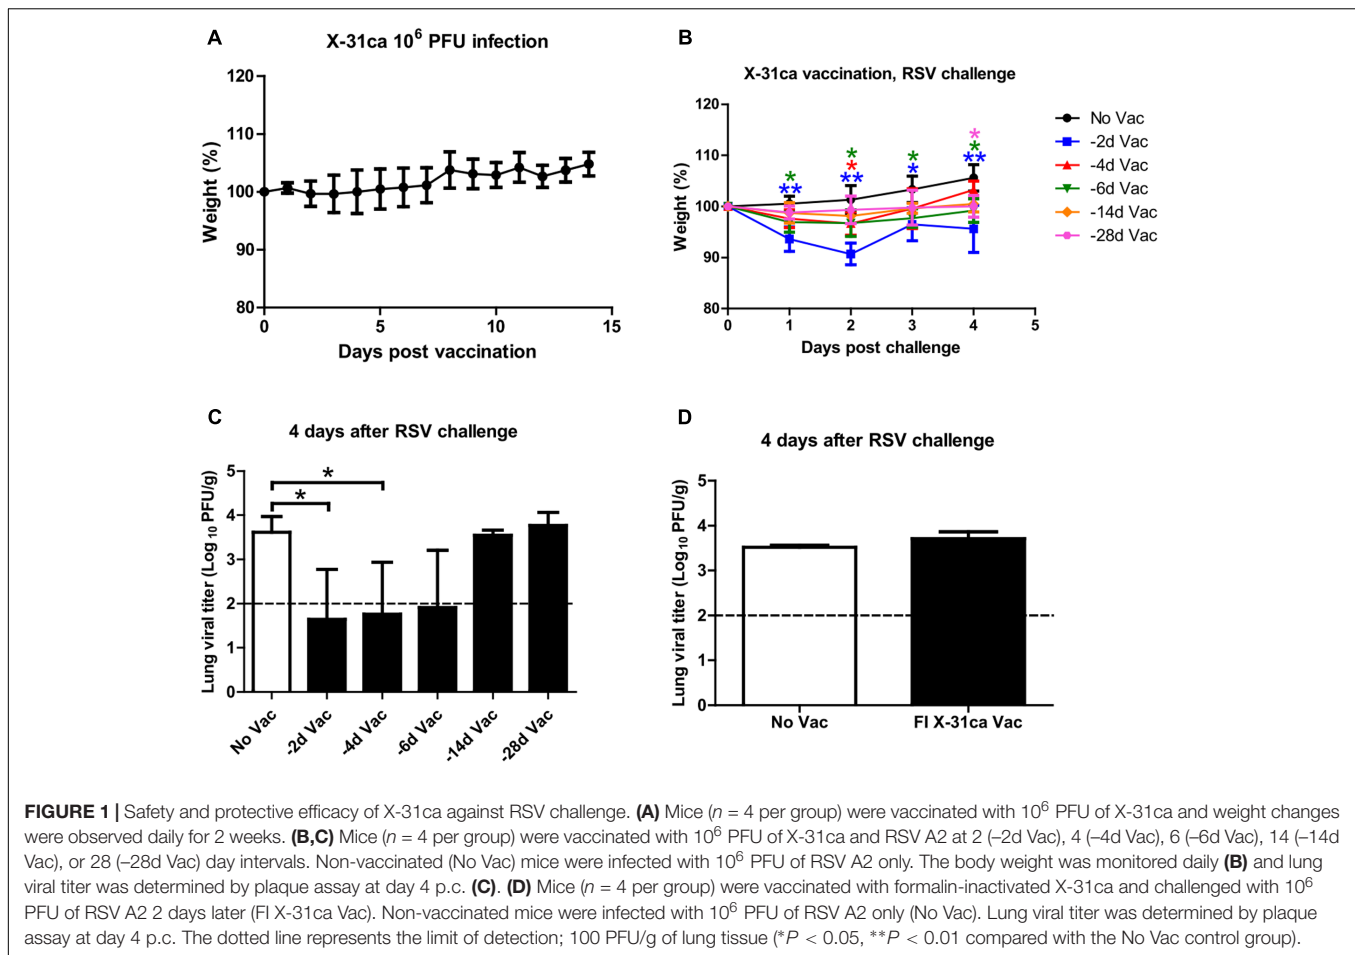 A
X-31ca 10⁶ PFU infection
120
110
100
90
80
Weight (%)
0
5
10
15
Days post vaccination
B
X-31ca vaccination, RSV challenge
120
110
100
90
80
Weight (%)
*
**
*
*
**
*
*
*
*
**
0
1
2
3
4
5
Days post challenge
No Vac
-2d Vac
-4d Vac
-6d Vac
-14d Vac
-28d Vac
C
4 days after RSV challenge
5
4
3
2
1
0
Lung viral titer (Log₁₀ PFU/g)
*
*
No Vac
-2d Vac
-4d Vac
-6d Vac
-14d Vac
-28d Vac
D
4 days after RSV challenge
5
4
3
2
1
0
Lung viral titer (Log₁₀ PFU/g)
No Vac
FI X-31ca Vac
FIGURE 1 | Safety and protective efficacy of X-31ca against RSV challenge. (A) Mice (n = 4 per group) were vaccinated with 10⁶ PFU of X-31ca and weight changes
were observed daily for 2 weeks. (B,C) Mice (n = 4 per group) were vaccinated with 10⁶ PFU of X-31ca and RSV A2 at 2 (–2d Vac), 4 (–4d Vac), 6 (–6d Vac), 14 (–14d
Vac), or 28 (–28d Vac) day intervals. Non-vaccinated (No Vac) mice were infected with 10⁶ PFU of RSV A2 only. The body weight was monitored daily (B) and lung
viral titer was determined by plaque assay at day 4 p.c. (C). (D) Mice (n = 4 per group) were vaccinated with formalin-inactivated X-31ca and challenged with 10⁶
PFU of RSV A2 2 days later (FI X-31ca Vac). Non-vaccinated mice were infected with 10⁶ PFU of RSV A2 only (No Vac). Lung viral titer was determined by plaque
assay at day 4 p.c. The dotted line represents the limit of detection; 100 PFU/g of lung tissue (*P < 0.05, **P < 0.01 compared with the No Vac control group).